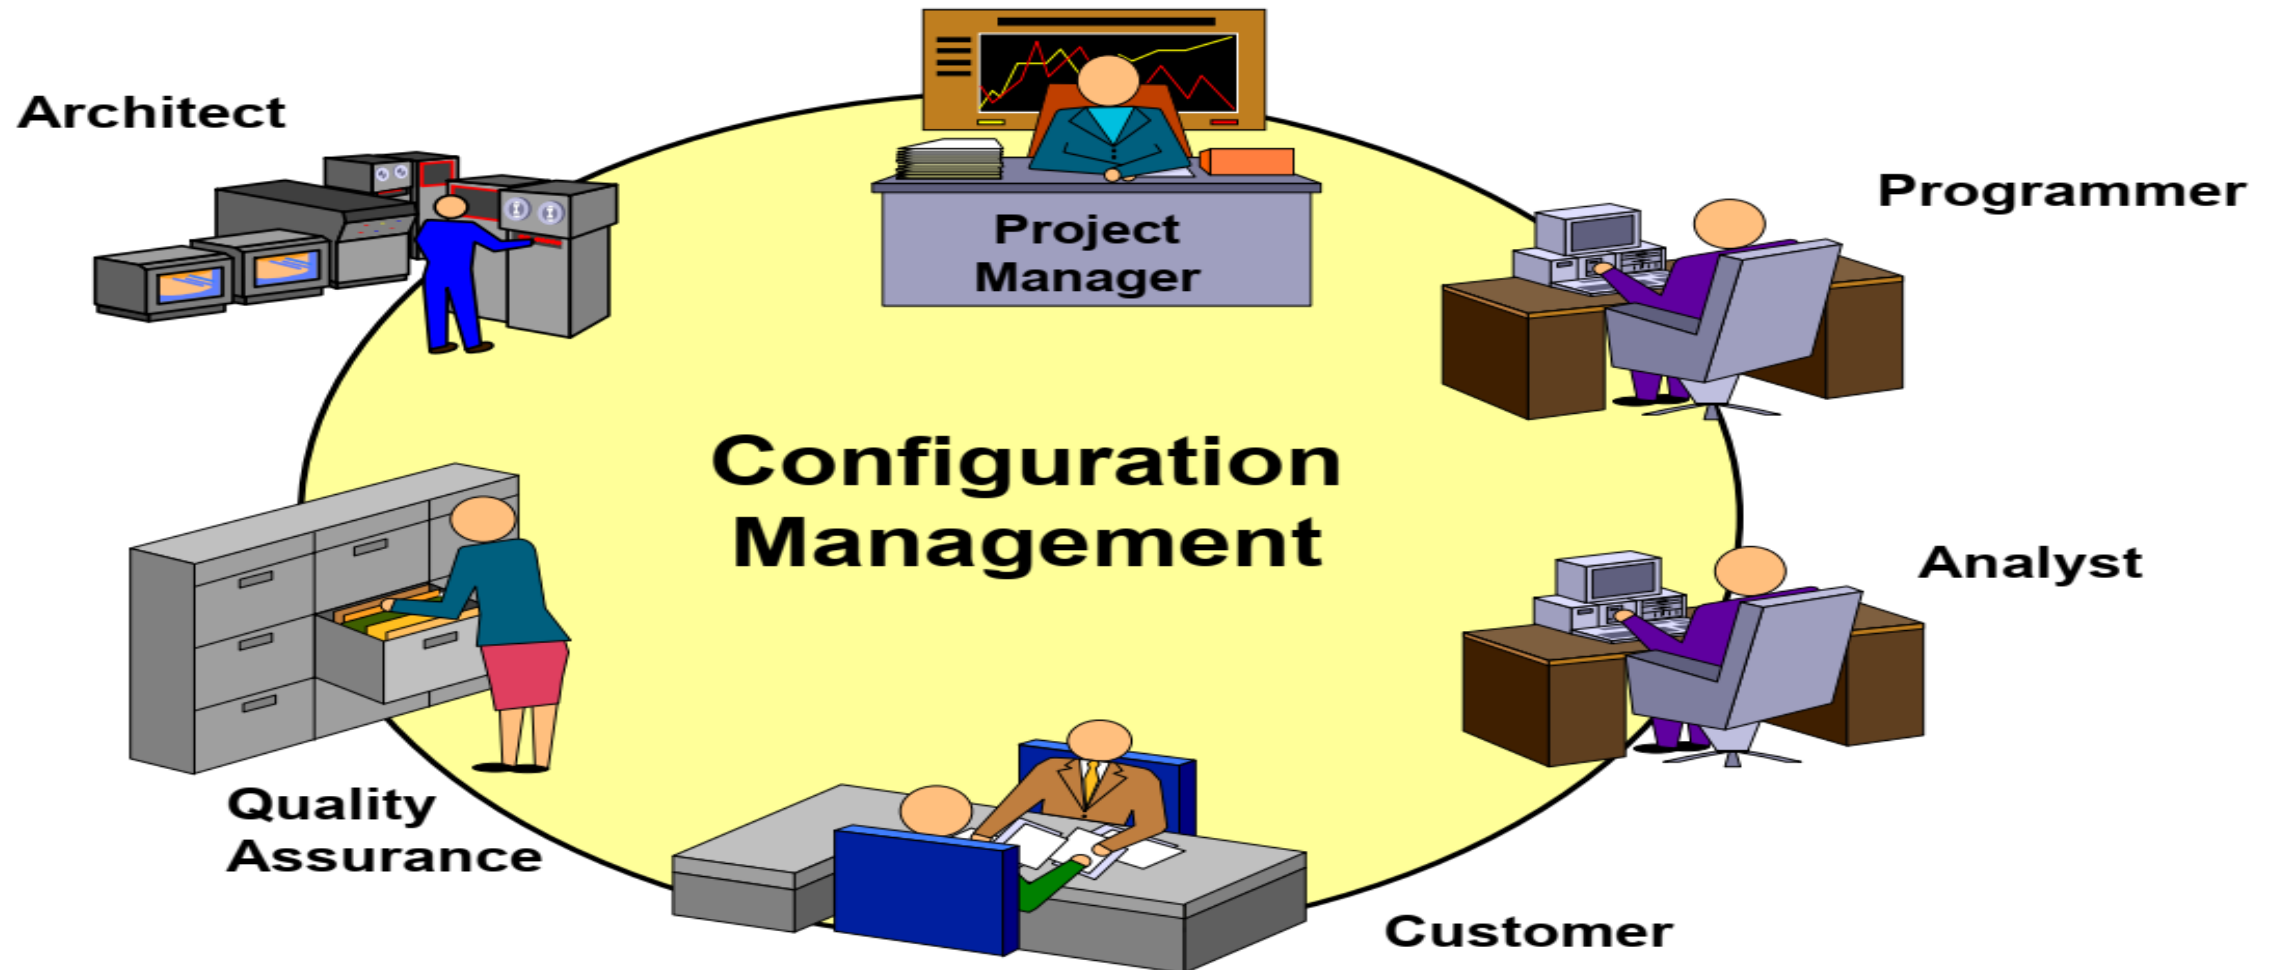 Architect
Project
Manager
Programmer
Configuration
Management
Analyst
Quality
Assurance
Customer